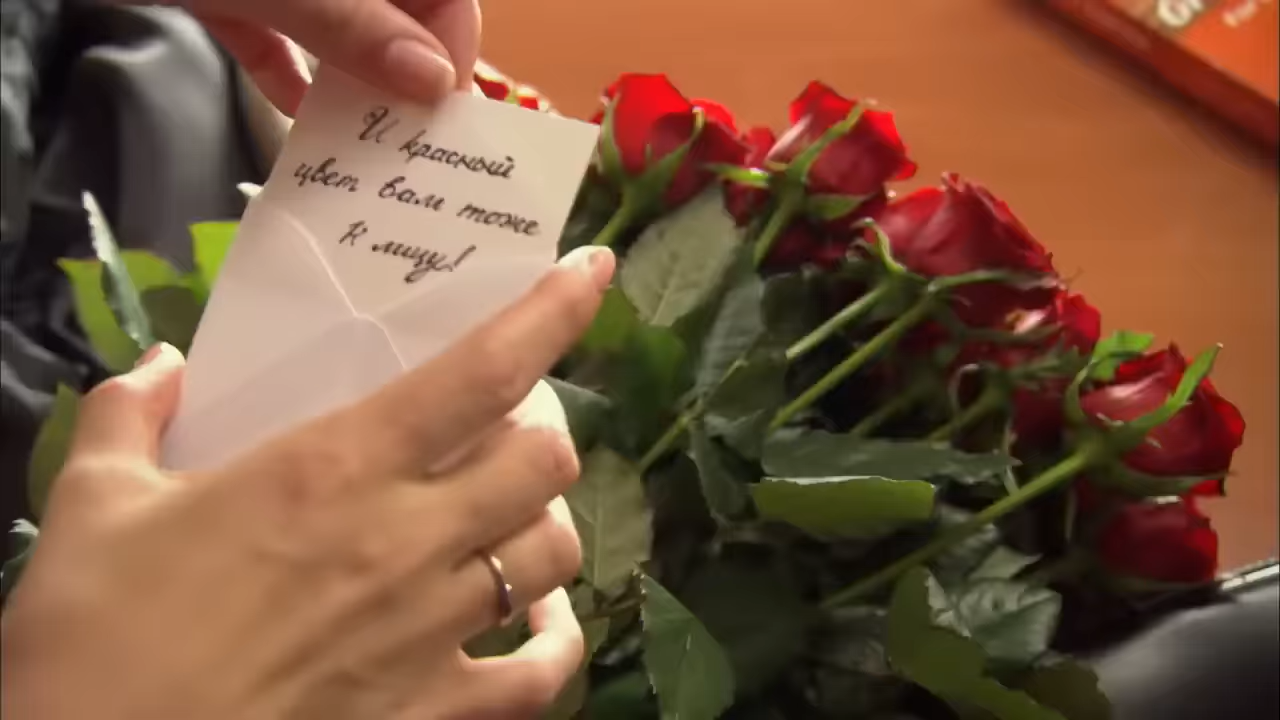 И красный
цвет вам тоже
к лицу!